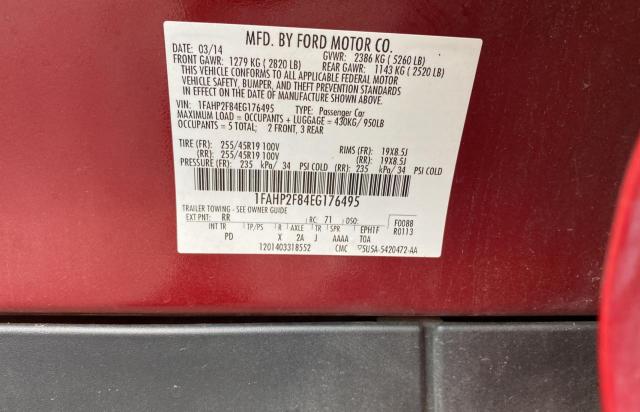 MFD. BY FORD MOTOR CO.
DATE: 03/14 GVWR: 2386 KG ( 5260 LB)
FRONT GAWR: 1279 KG ( 2820 LB) REAR GAWR: 1143 KG ( 2520 LB)
THIS VEHICLE CONFORMS TO ALL APPLICABLE FEDERAL MOTOR
VEHICLE SAFETY, BUMPER, AND THEFT PREVENTION STANDARDS
IN EFFECT ON THE DATE OF MANUFACTURE SHOWN ABOVE.
VIN: 1FAHP2F84EG176495 TYPE: Passenger Car
MAXIMUM LOAD = OCCUPANTS + LUGGAGE = 430KG/ 950LB
OCCUPANTS = 5 TOTAL; 2 FRONT, 3 REAR
TIRE (FR): 255/45R19 100V RIMS (FR): 19X8.5J
(RR): 255/45R19 100V (RR): 19X8.5J
PRESSURE (FR) 235 kPa/ 34 PSI COLD (RR) 235 kPa/ 34 PSI COLD
1FAHP2F84EG176495
TRAILER TOWING - SEE OWNER GUIDE
EXT PNT: RR RC: 71 DSO: F0088
INT TR TP/PS R AXLE TR SPR EPH1F R0113
PD X 2A J AAAA TOA
1201403318552 CMC 5U5A-5420472-AA